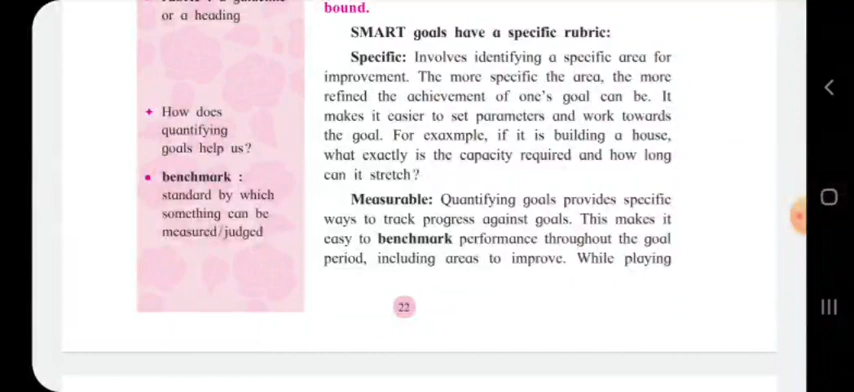 or a heading
How does
quantifying
goals help us?
benchmark :
standard by which
something can be
measured/judged
bound.
SMART goals have a specific rubric:
Specific: Involves identifying a specific area for
improvement. The more specific the area, the more
refined the achievement of one's goal can be. It
makes it easier to set parameters and work towards
the goal. For exaxmple, if it is building a house,
what exactly is the capacity required and how long
can it stretch?
Measurable: Quantifying goals provides specific
ways to track progress against goals. This makes it
easy to benchmark performance throughout the goal
period, including areas to improve. While playing
22